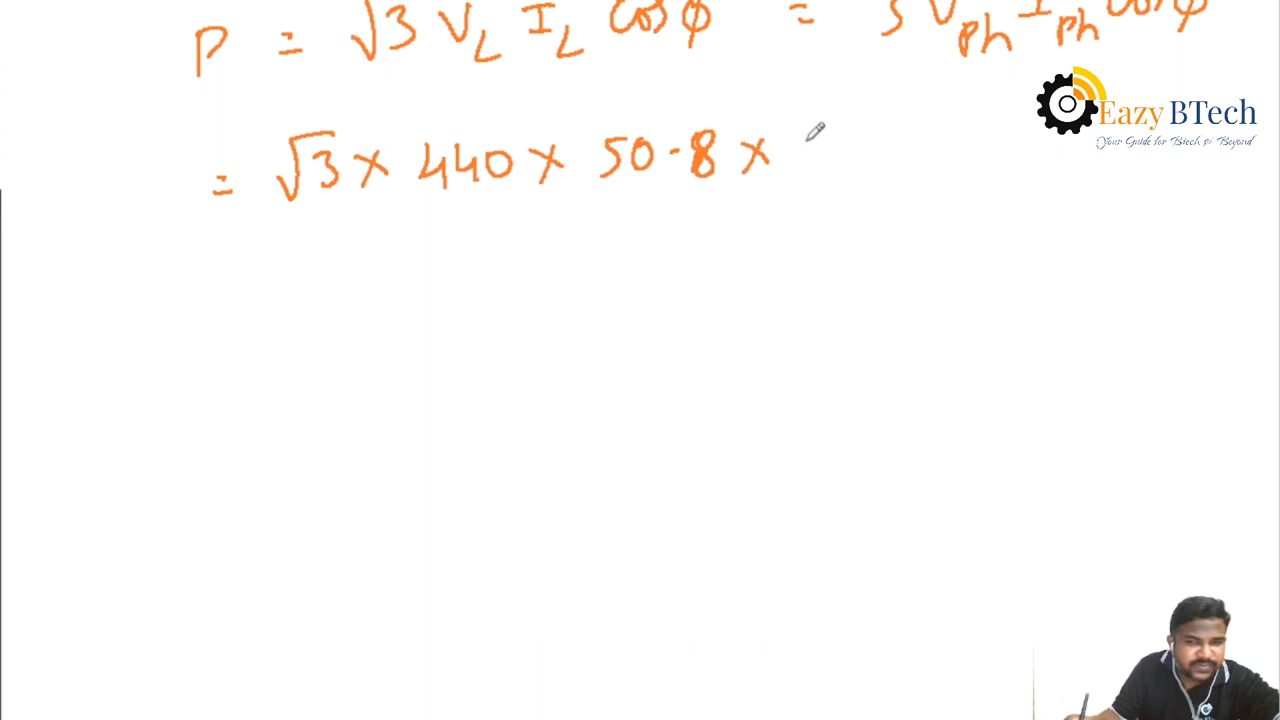 P = √3 V_L I_L cosφ = 3 V_ph I_ph cosφ
Eazy BTech
Your Guide for Btech & Beyond
= √3 × 440 × 50.8 ×